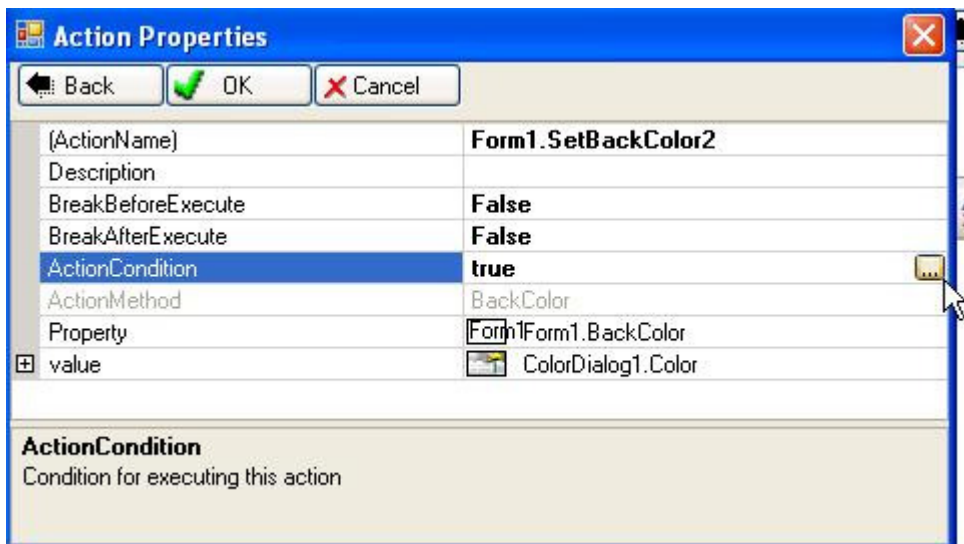 Action Properties
Back OK Cancel
(ActionName) Form1.SetBackColor2
Description
BreakBeforeExecute False
BreakAfterExecute False
ActionCondition true ...
ActionMethod BackColor
Property Form1 Form1.BackColor
value ColorDialog1.Color
ActionCondition
Condition for executing this action